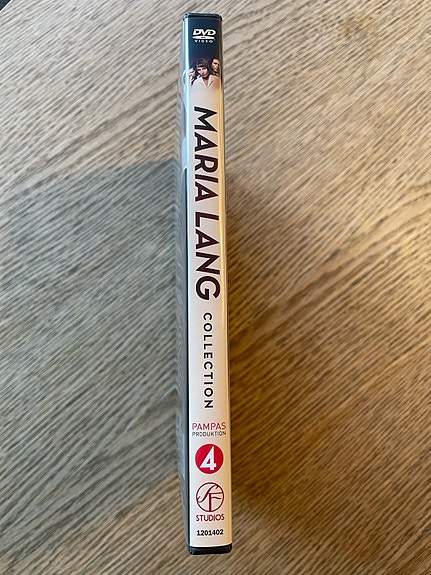 DVD
VIDEO
MARIA LANG
COLLECTION
PAMPAS
PRODUKTION
4
SF
STUDIOS
1201402